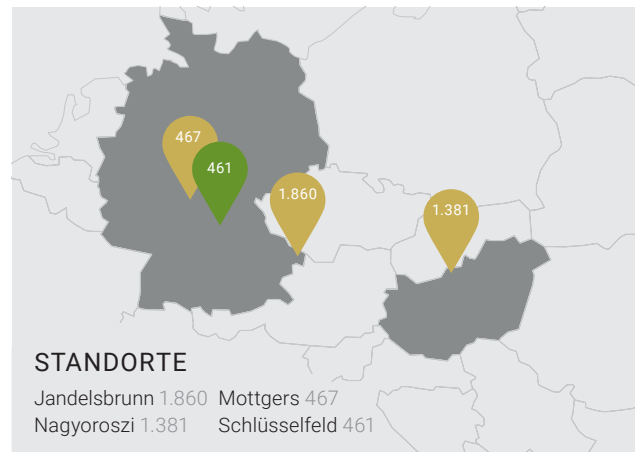 467
461
1.860
1.381
STANDORTE
Jandelsbrunn 1.860 Mottgers 467
Nagyoroszi 1.381 Schlüsselfeld 461